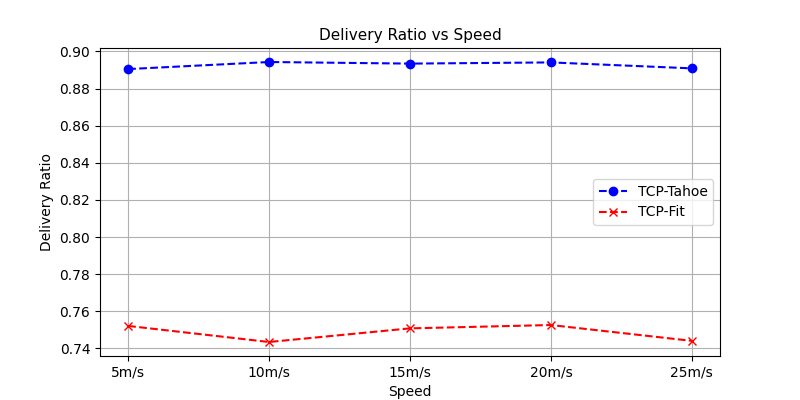 Delivery Ratio vs Speed
0.90
0.88
0.86
0.84
0.82
0.80
0.78
0.76
0.74
Delivery Ratio
TCP-Tahoe
TCP-Fit
5m/s 10m/s 15m/s 20m/s 25m/s
Speed